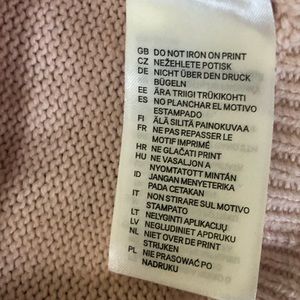 GB DO NOT IRON ON PRINT
CZ NEŽEHLETE POTISK
DE NICHT ÜBER DEN DRUCK
BÜGELN
EE ÄRA TRIIGI TRÜKIKOHTI
ES NO PLANCHAR EL MOTIVO
ESTAMPADO
FI ÄLÄ SILITÄ PAINOKUVAA
FR NE PAS REPASSER LE
MOTIF IMPRIMÉ
HR NE GLAČATI PRINT
HU NE VASALJON A
NYOMTATOTT MINTÁN
ID JANGAN MENYETERIKA
PADA CETAKAN
IT NON STIRARE SUL MOTIVO
STAMPATO
LT NELYGINTI APLIKACIJŲ
LV NEGLUDINIET APDRUKU
NL NIET OVER DE PRINT
STRIJKEN
PL NIE PRASOWAĆ PO
NADRUKU